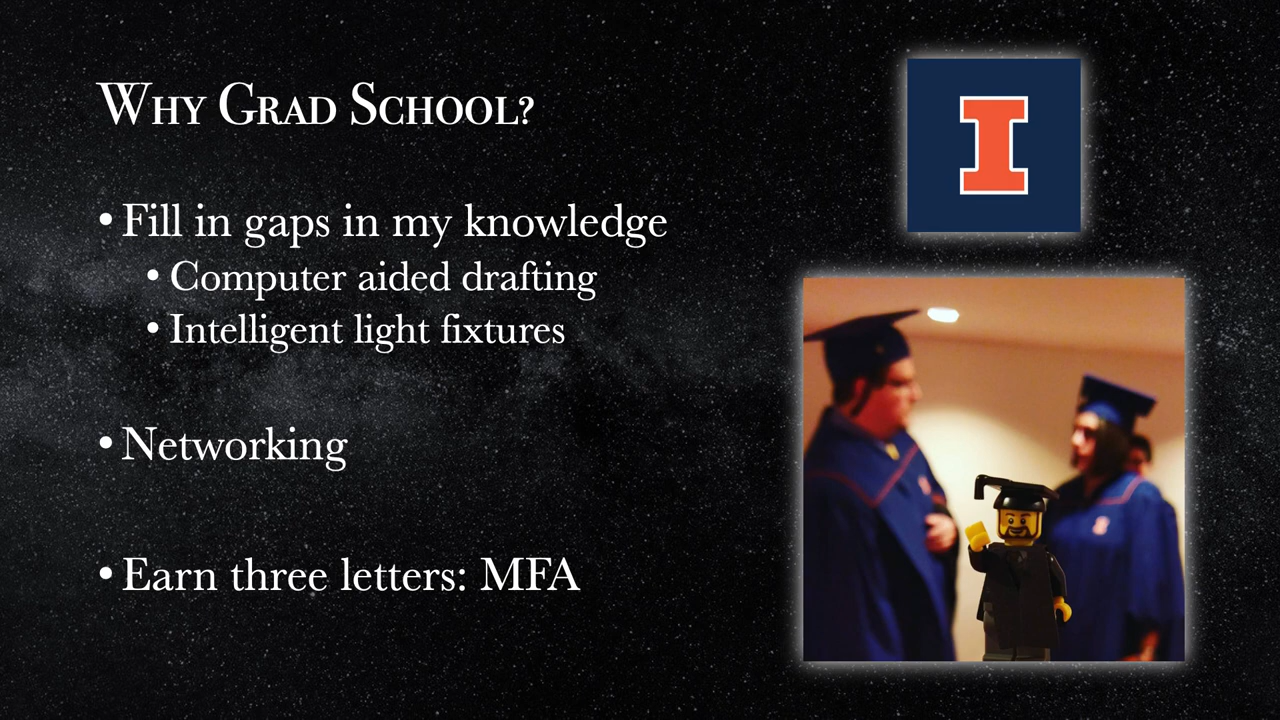 Why Grad School?
• Fill in gaps in my knowledge
• Computer aided drafting
• Intelligent light fixtures
• Networking
• Earn three letters: MFA
I